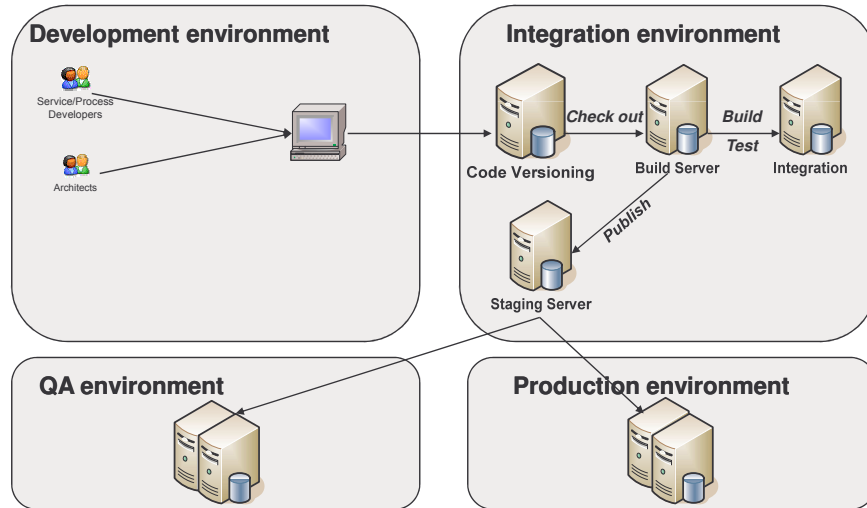 Development environment
Service/Process
Developers
Architects
Integration environment
Check out
Build
Test
Code Versioning
Build Server
Integration
Publish
Staging Server
QA environment
Production environment